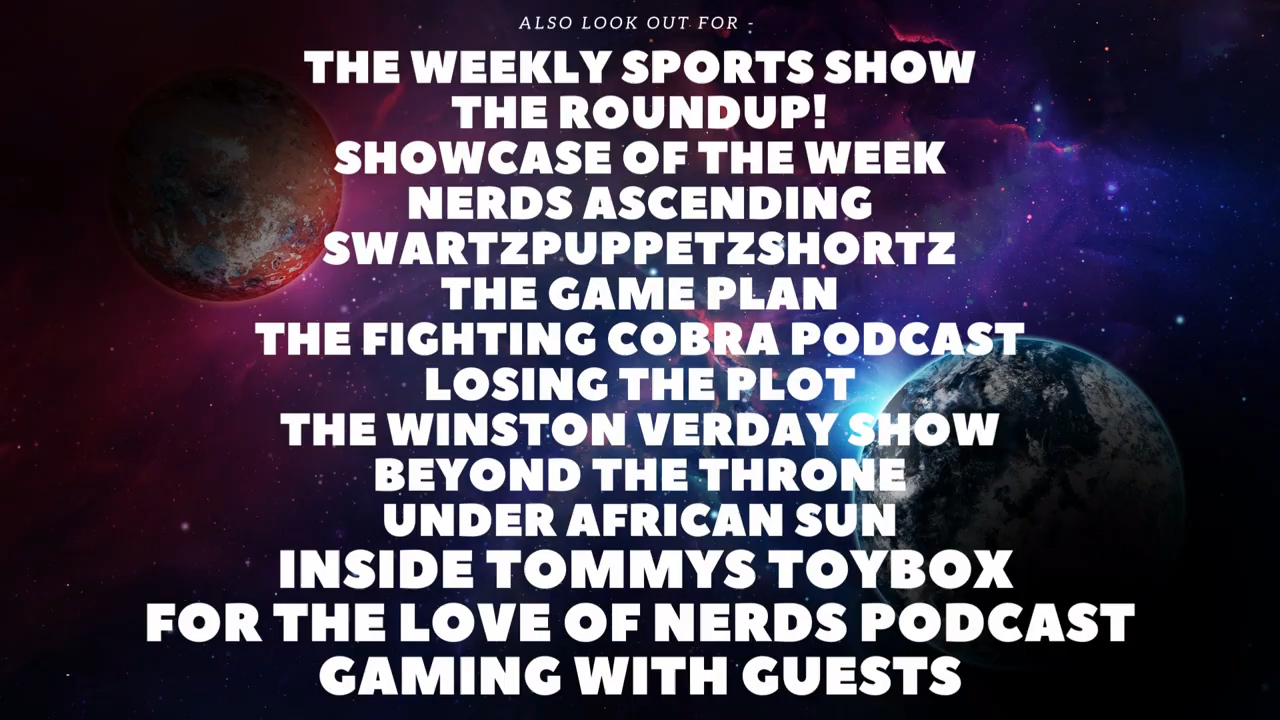 ALSO LOOK OUT FOR -
THE WEEKLY SPORTS SHOW
THE ROUNDUP!
SHOWCASE OF THE WEEK
NERDS ASCENDING
SWARTZPUPPETZSHORTZ
THE GAME PLAN
THE FIGHTING COBRA PODCAST
LOSING THE PLOT
THE WINSTON VERDAY SHOW
BEYOND THE THRONE
UNDER AFRICAN SUN
INSIDE TOMMYS TOYBOX
FOR THE LOVE OF NERDS PODCAST
GAMING WITH GUESTS